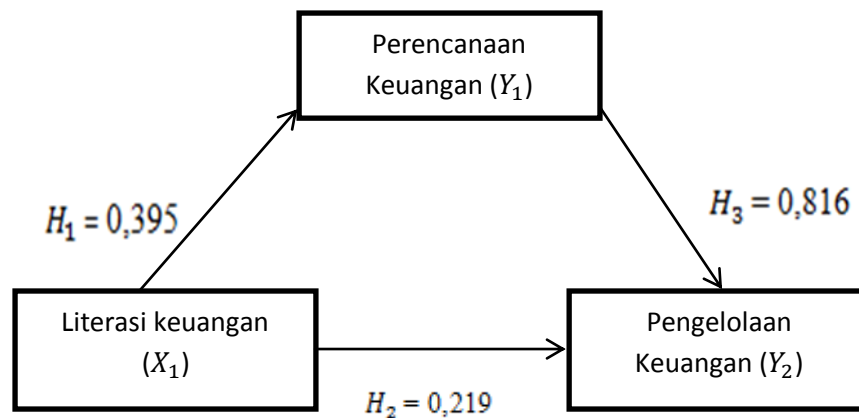 Perencanaan
Keuangan (Y₁)
H₁ = 0,395
H₃ = 0,816
Literasi keuangan
(X₁)
Pengelolaan
Keuangan (Y₂)
H₂ = 0,219